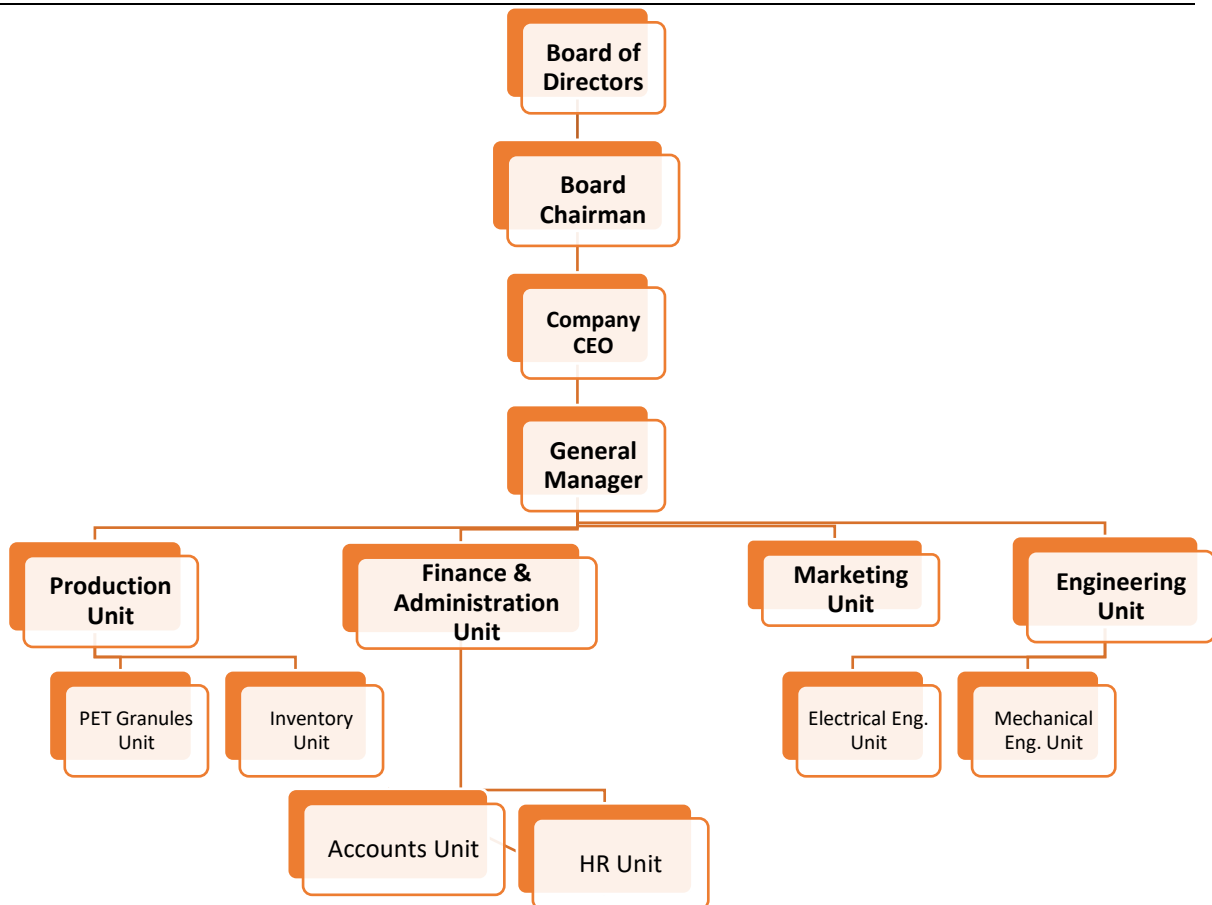 Board of
Directors
Board
Chairman
Company
CEO
General
Manager
Production
Unit
Finance &
Administration
Unit
Marketing
Unit
Engineering
Unit
PET Granules
Unit
Inventory
Unit
Electrical Eng.
Unit
Mechanical
Eng. Unit
Accounts Unit
HR Unit